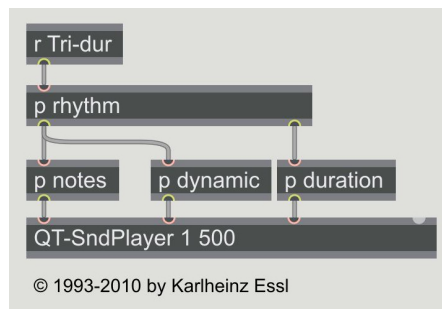 r Tri-dur
p rhythm
p notes
p dynamic
p duration
QT-SndPlayer 1 500
© 1993-2010 by Karlheinz Essl